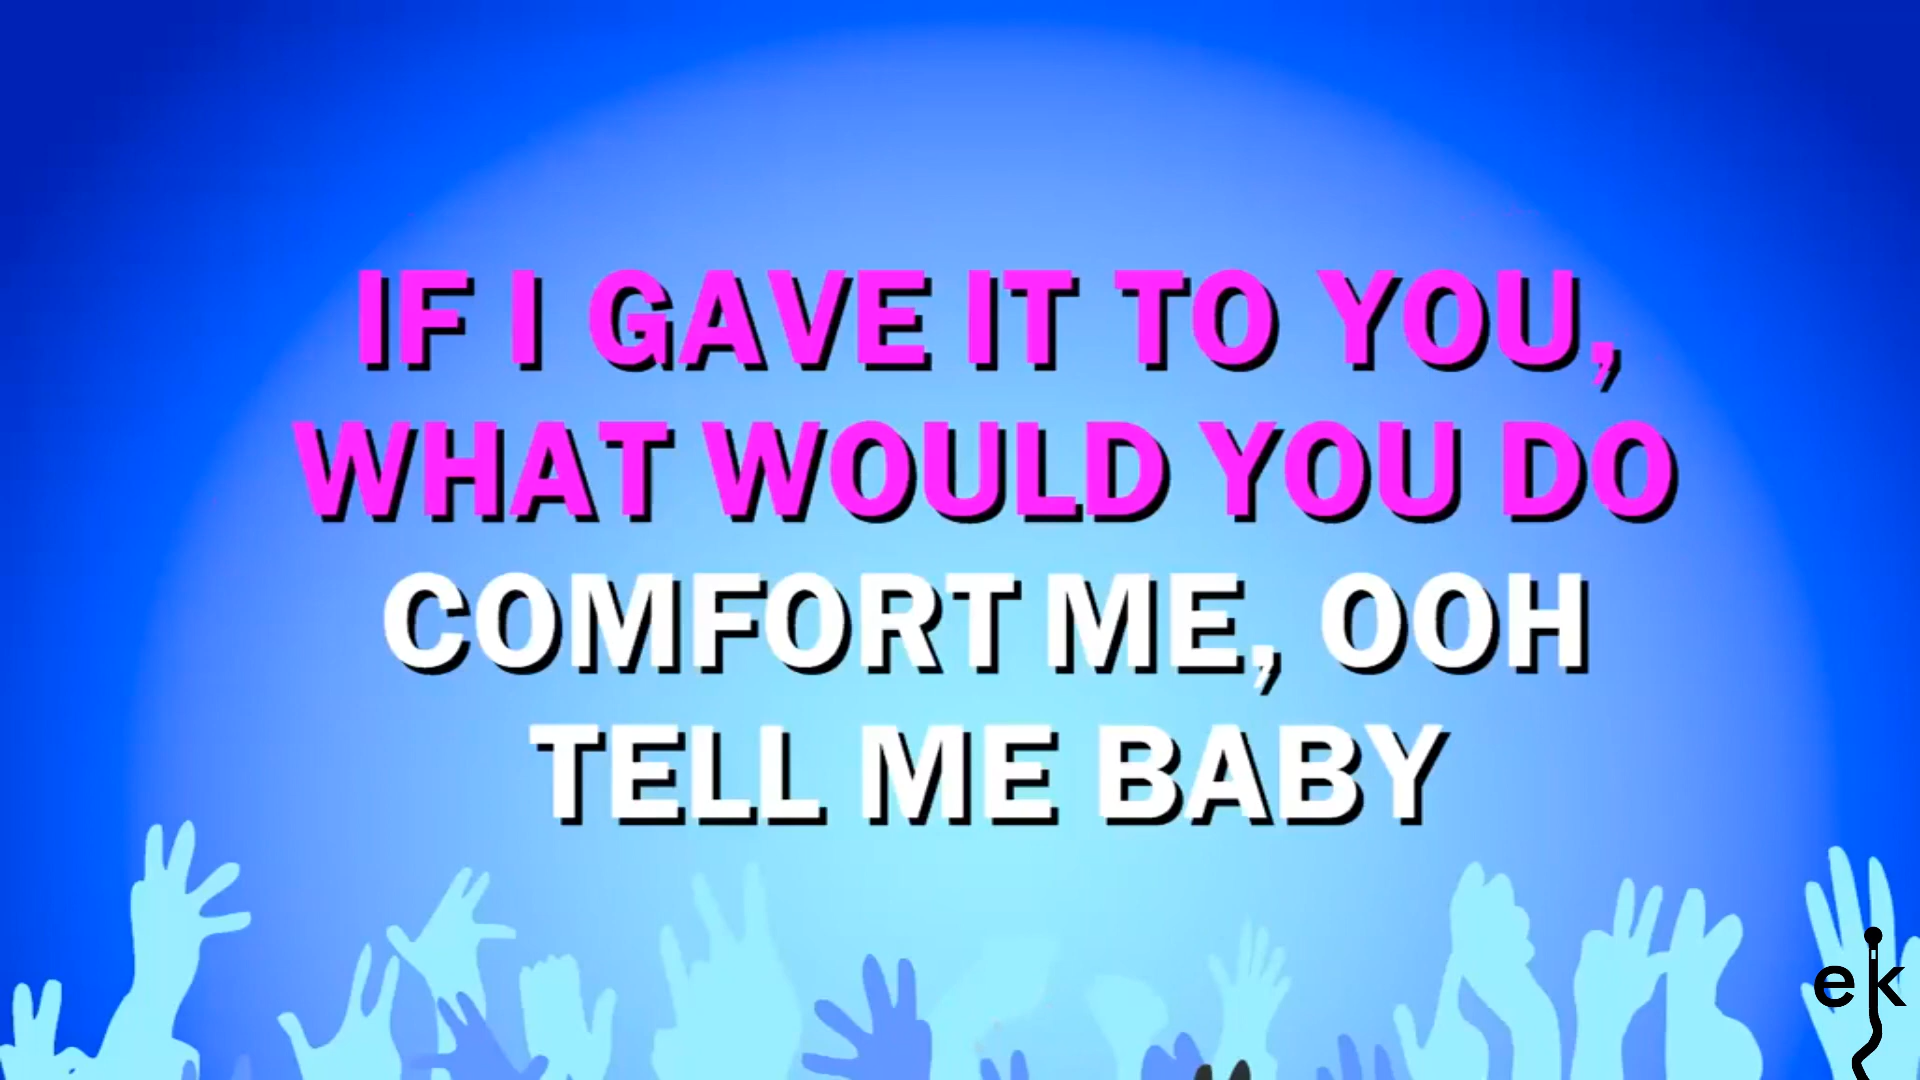 IF I GAVE IT TO YOU,
WHAT WOULD YOU DO
COMFORT ME, OOH
TELL ME BABY
ek